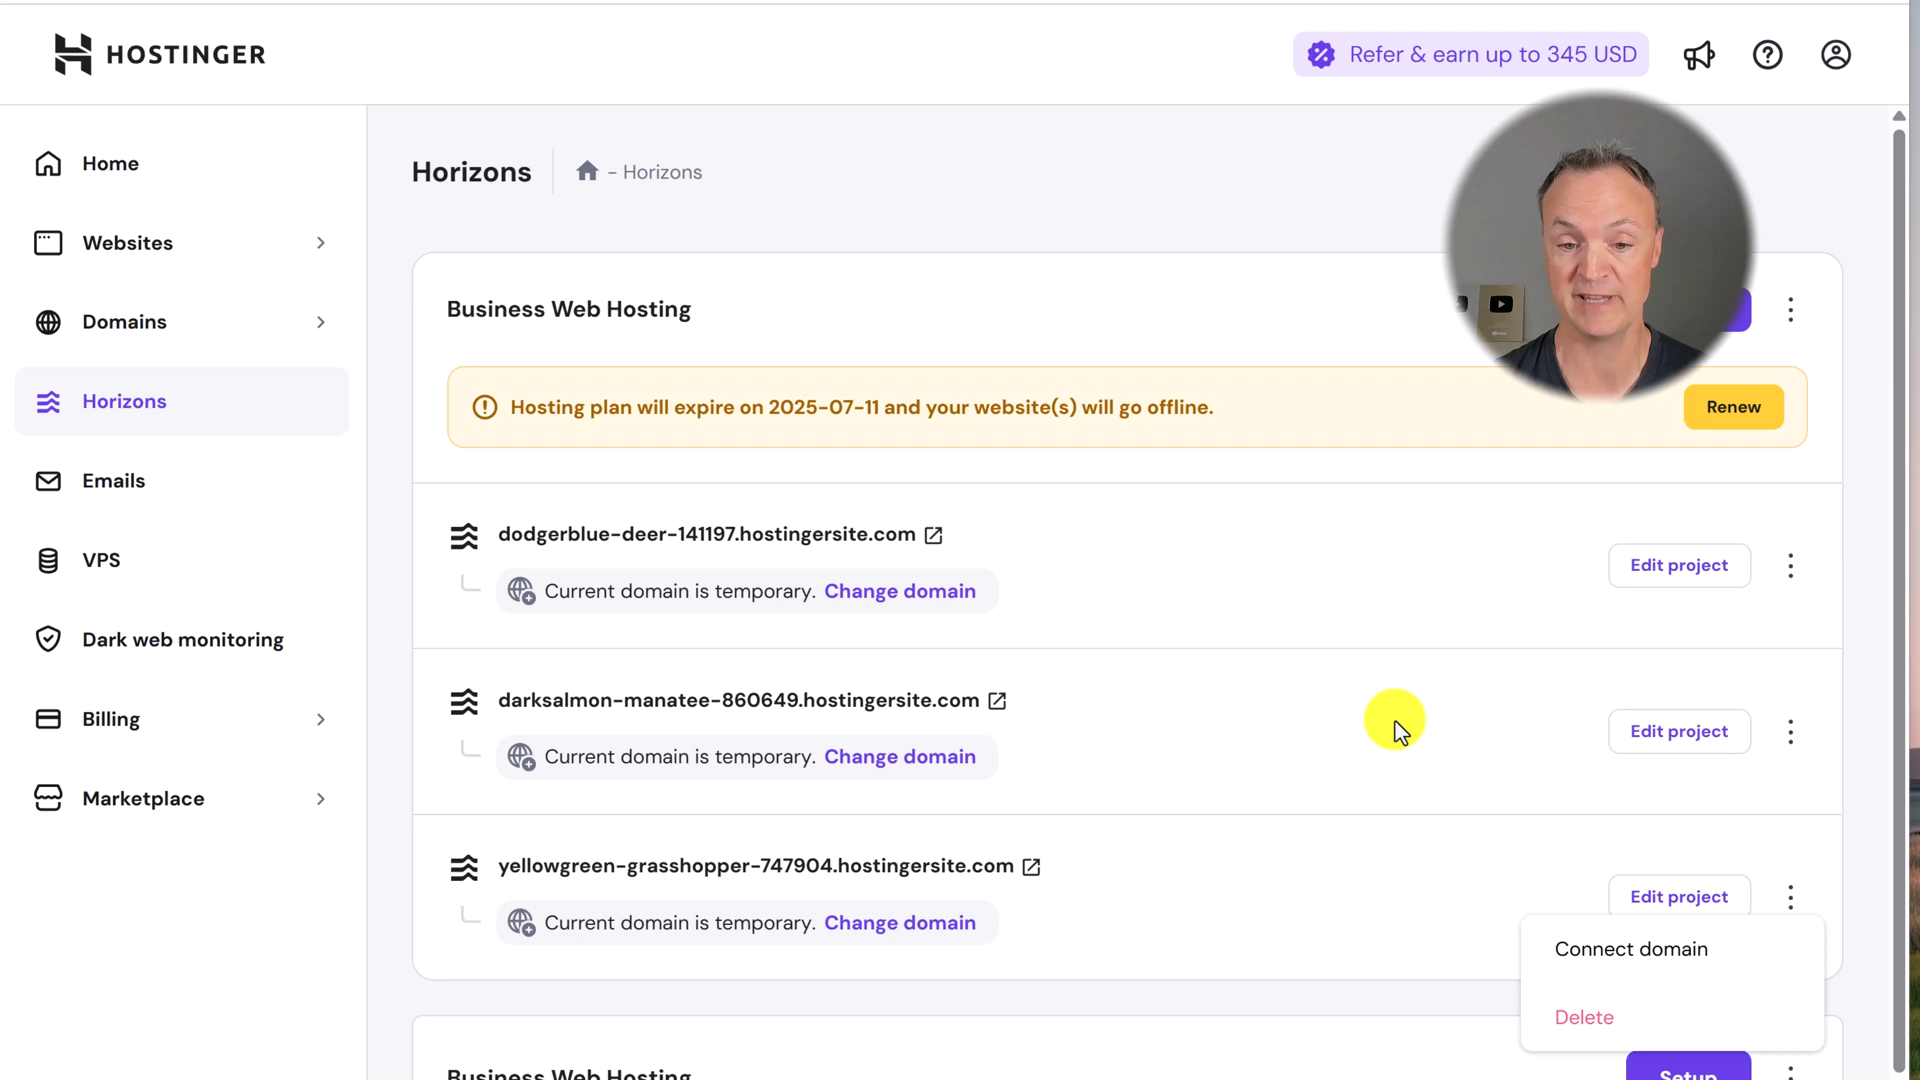 HOSTINGER
Refer & earn up to 345 USD
Home
Websites
Domains
Horizons
Emails
VPS
Dark web monitoring
Billing
Marketplace
Horizons
- Horizons
Business Web Hosting
Hosting plan will expire on 2025-07-11 and your website(s) will go offline.
Renew
dodgerblue-deer-141197.hostingersite.com
Current domain is temporary. Change domain
Edit project
darksalmon-manatee-860649.hostingersite.com
Current domain is temporary. Change domain
Edit project
yellowgreen-grasshopper-747904.hostingersite.com
Current domain is temporary. Change domain
Edit project
Connect domain
Delete
Business Web Hosting
Setup